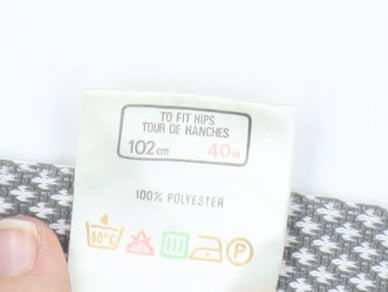 TO FIT HIPS
TOUR DE HANCHES
102cm 40in
100% POLYESTER
50°C P